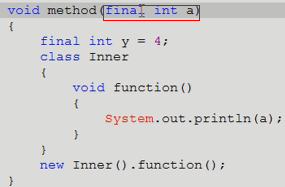 void method(final int a)
{
    final int y = 4;
    class Inner
    {
        void function()
        {
            System.out.println(a);
        }
    }
    new Inner().function();
}